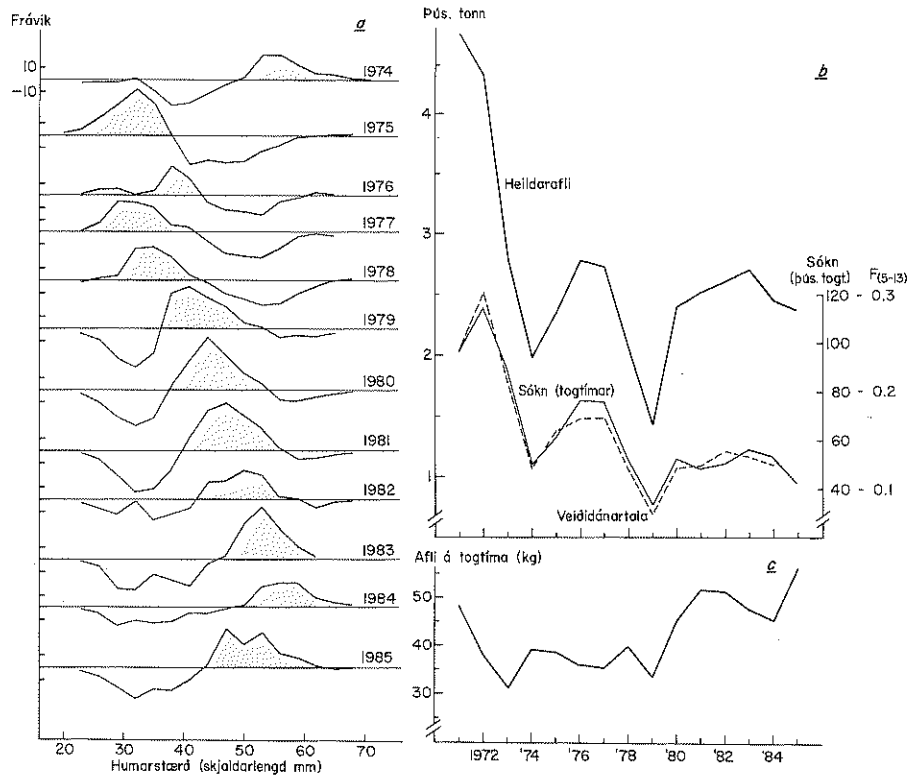 Frávik
a
10
-10
1974
1975
1976
1977
1978
1979
1980
1981
1982
1983
1984
1985
20 30 40 50 60 70
Humarstærð (skjaldarlengd mm)
Þús. tonn
b
4
3
2
1
Heildarafli
Sókn (togtímar)
Veiðidánartala
Sókn
(þús. togt)
F(5-13)
120 - 0.3
100
80 - 0.2
60
40 - 0.1
Afli á togtíma (kg)
c
50
40
30
1972 '74 '76 '78 '80 '82 '84